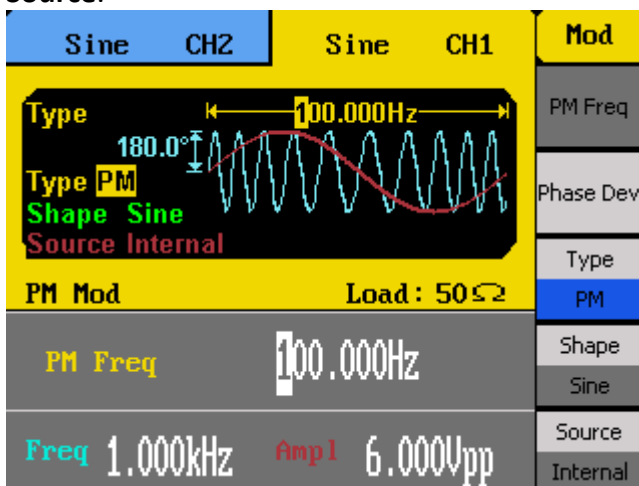 source.
Sine CH2 Sine CH1 Mod
Type 100.000Hz
180.0°
Type PM
Shape Sine
Source Internal
PM Mod Load: 50Ω
PM Freq 100.000Hz
Freq 1.000kHz Ampl 6.000Vpp
PM Freq
Phase Dev
Type
PM
Shape
Sine
Source
Internal